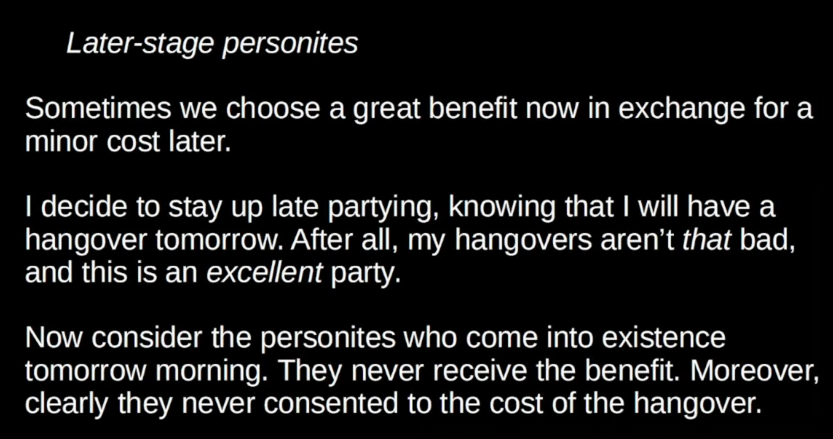 Later-stage personites
Sometimes we choose a great benefit now in exchange for a
minor cost later.
I decide to stay up late partying, knowing that I will have a
hangover tomorrow. After all, my hangovers aren’t that bad,
and this is an excellent party.
Now consider the personites who come into existence
tomorrow morning. They never receive the benefit. Moreover,
clearly they never consented to the cost of the hangover.